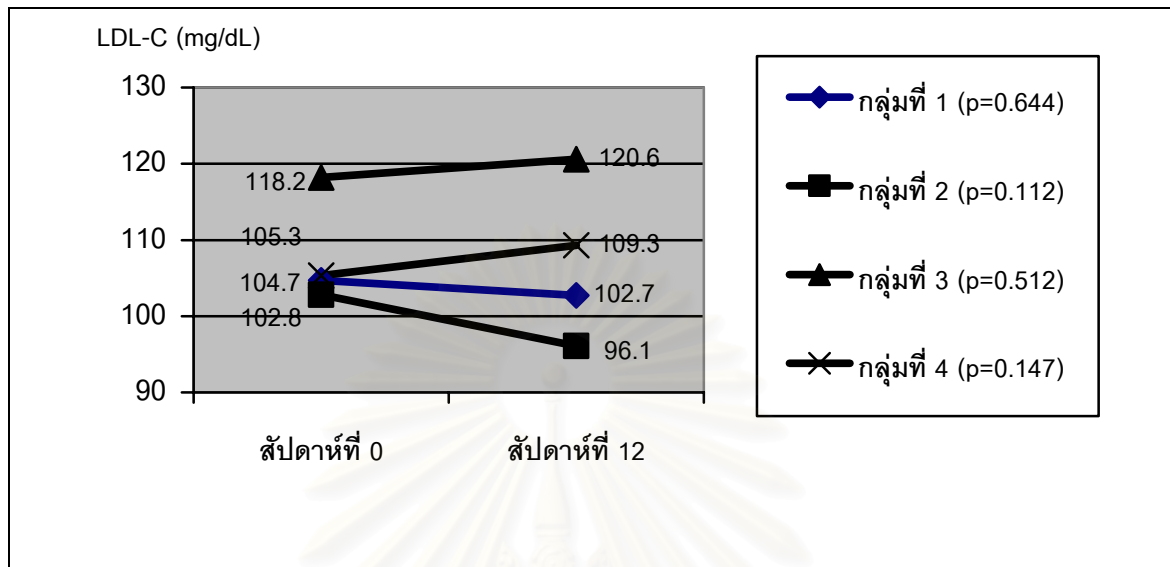 LDL-C (mg/dL)
130
120
110
100
90
118.2
105.3
104.7
102.8
120.6
109.3
102.7
96.1
สัปดาห์ที่ 0
สัปดาห์ที่ 12
กลุ่มที่ 1 (p=0.644)
กลุ่มที่ 2 (p=0.112)
กลุ่มที่ 3 (p=0.512)
กลุ่มที่ 4 (p=0.147)